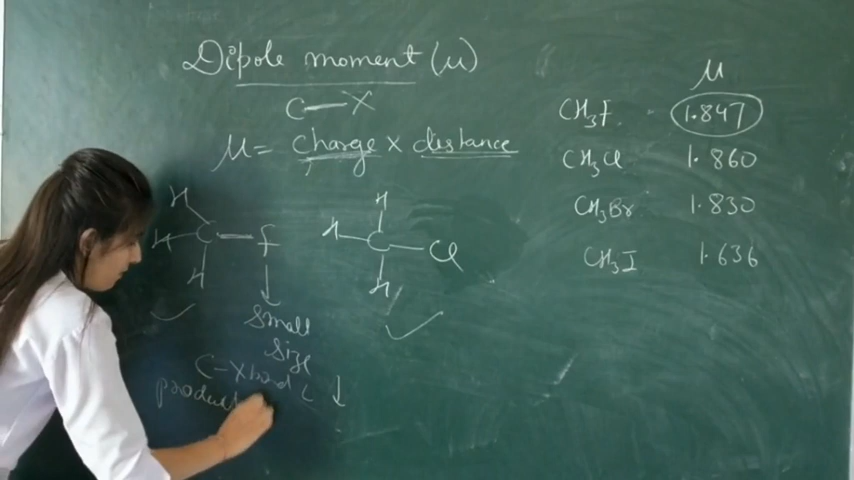 Dipole moment (μ)
C—X
μ = charge × distance
H
H—C—F
H
↓
small
size
C-X bond ↓
product
H
H—C—Cl
H
μ
CH3F. 1.847
CH3Cl 1.860
CH3Br 1.830
CH3I 1.636